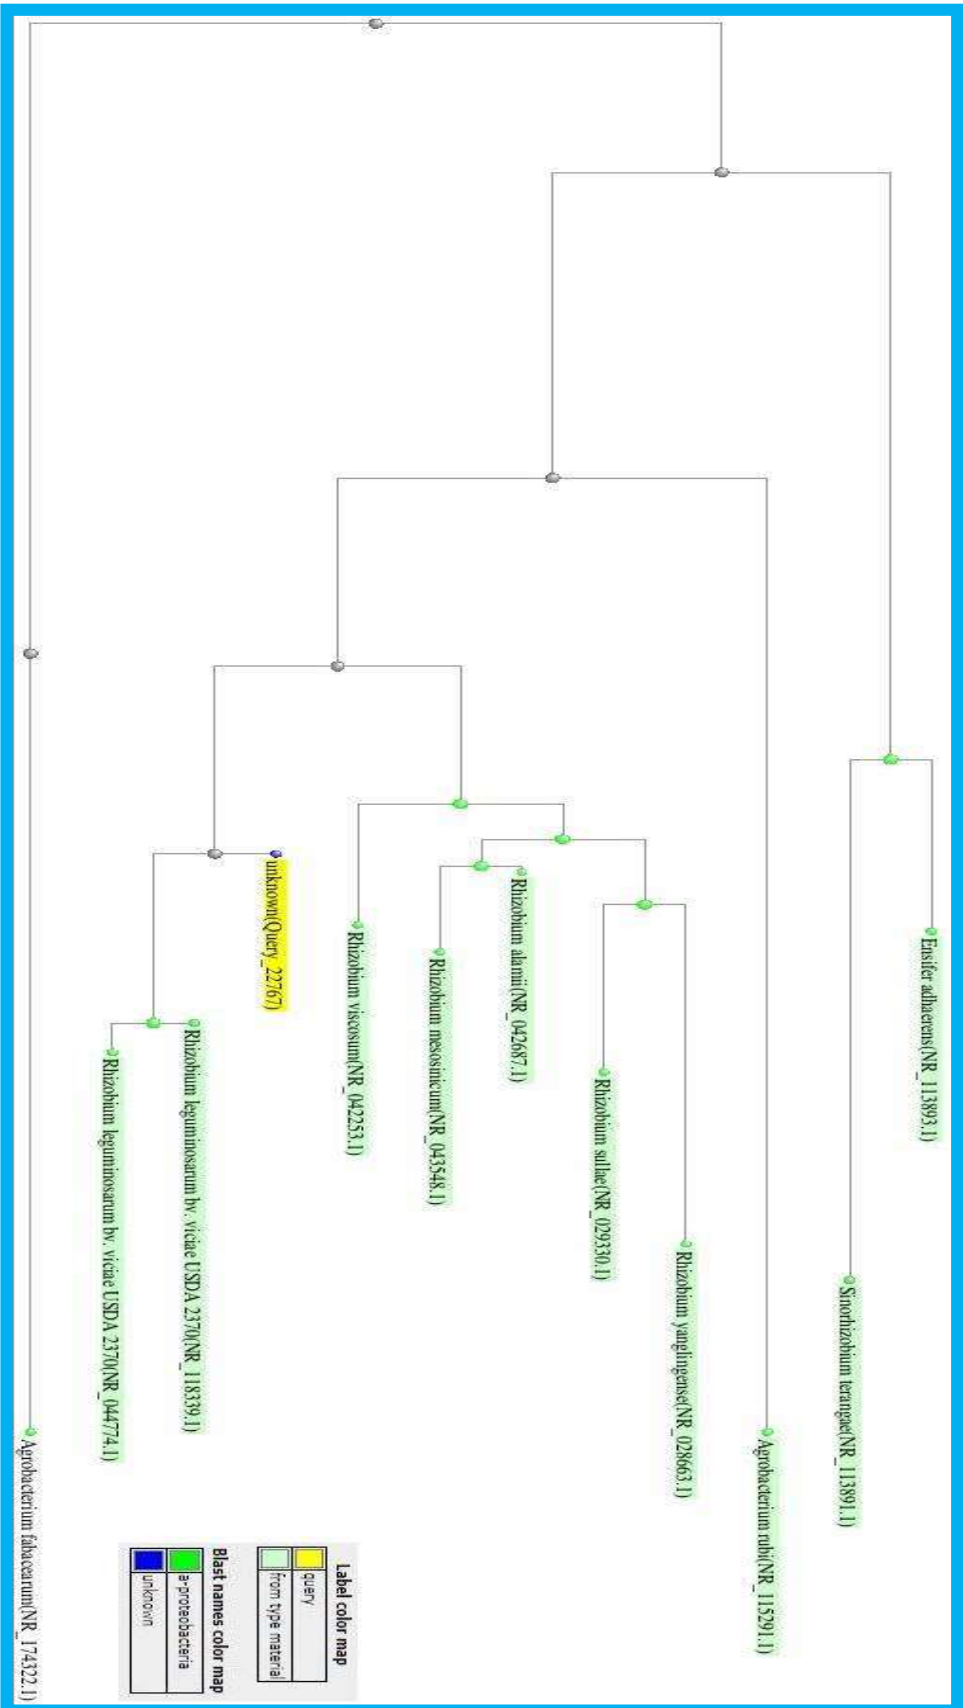 Ensifer adhaerens(NR_113893.1)
Sinorhizobium terangae(NR_113891.1)
Agrobacterium rubi(NR_115291.1)
Rhizobium yanglingense(NR_028663.1)
Rhizobium sullae(NR_029330.1)
Rhizobium alamii(NR_042687.1)
Rhizobium mesosinicum(NR_043548.1)
Rhizobium viscosum(NR_042253.1)
unknown(Query_22767)
Rhizobium leguminosarum bv. viciae USDA 2370(NR_118339.1)
Rhizobium leguminosarum bv. viciae USDA 2370(NR_044774.1)
Agrobacterium fabacearum(NR_174322.1)
Label color map
query
from type material
Blast names color map
a-proteobacteria
unknown